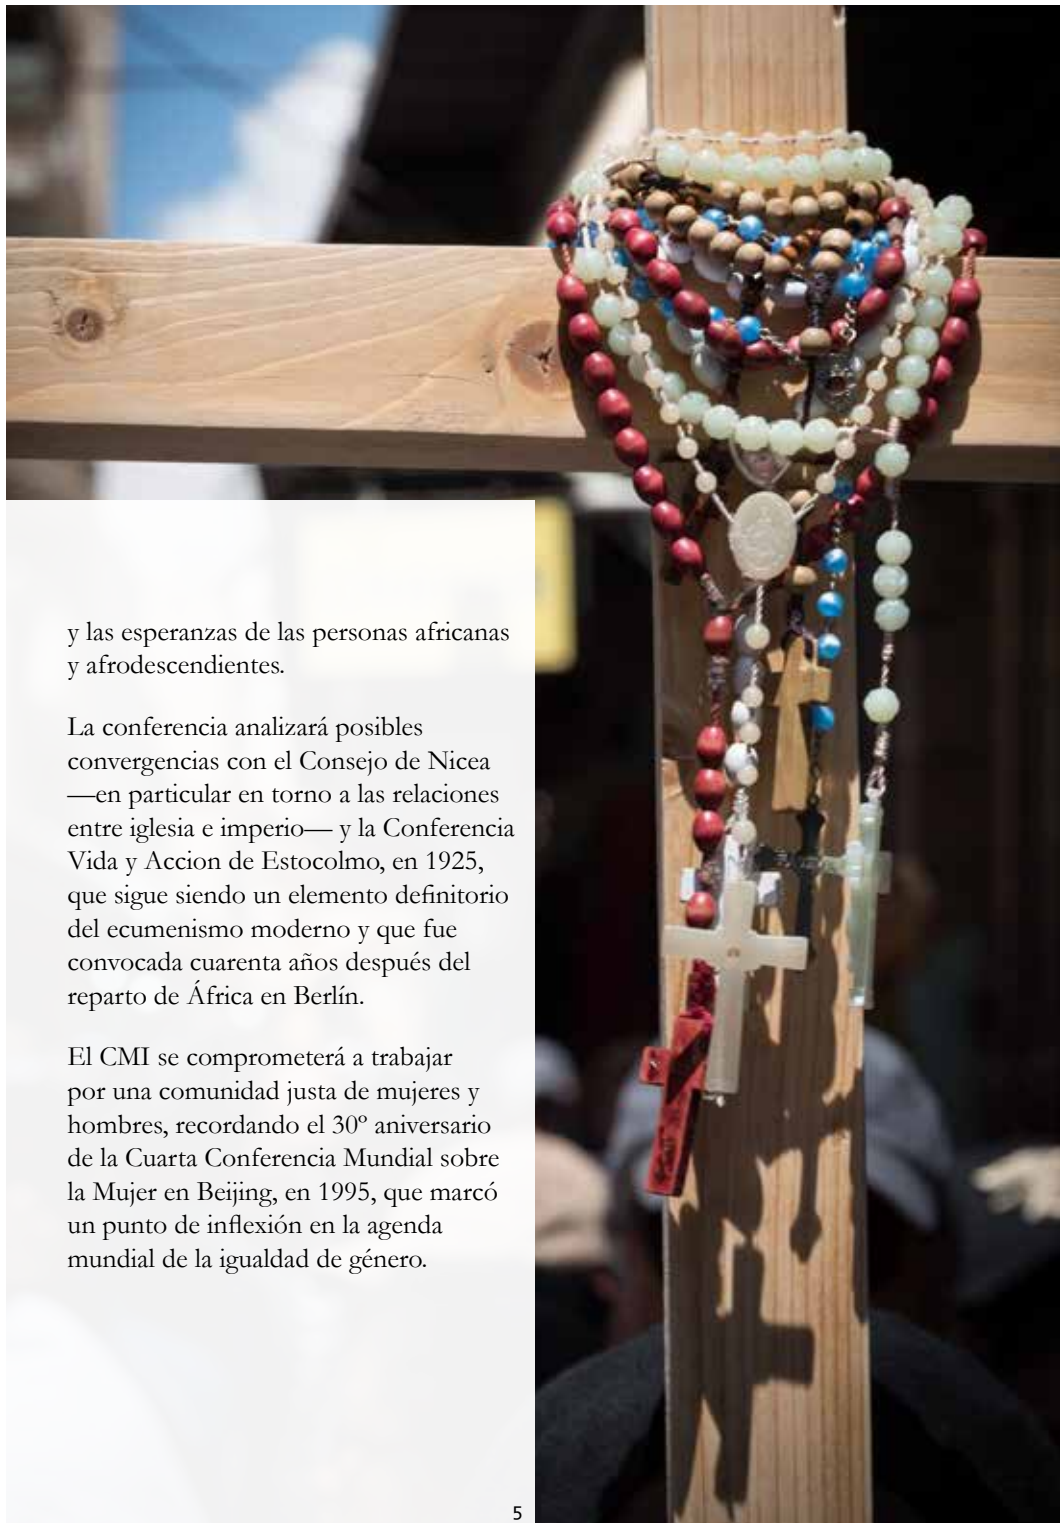 y las esperanzas de las personas africanas
y afrodescendientes.
La conferencia analizará posibles
convergencias con el Consejo de Nicea
—en particular en torno a las relaciones
entre iglesia e imperio— y la Conferencia
Vida y Accion de Estocolmo, en 1925,
que sigue siendo un elemento definitorio
del ecumenismo moderno y que fue
convocada cuarenta años después del
reparto de África en Berlín.
El CMI se comprometerá a trabajar
por una comunidad justa de mujeres y
hombres, recordando el 30º aniversario
de la Cuarta Conferencia Mundial sobre
la Mujer en Beijing, en 1995, que marcó
un punto de inflexión en la agenda
mundial de la igualdad de género.
5